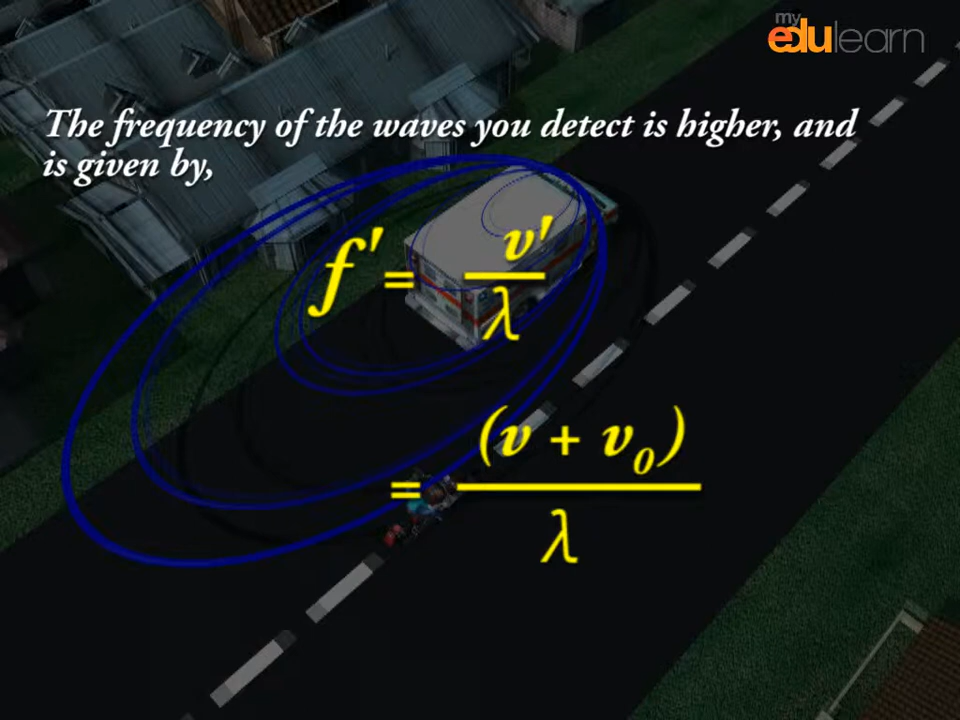 my
edulearn
The frequency of the waves you detect is higher, and
is given by,
f' = v'/λ
= (v + v₀)/λ